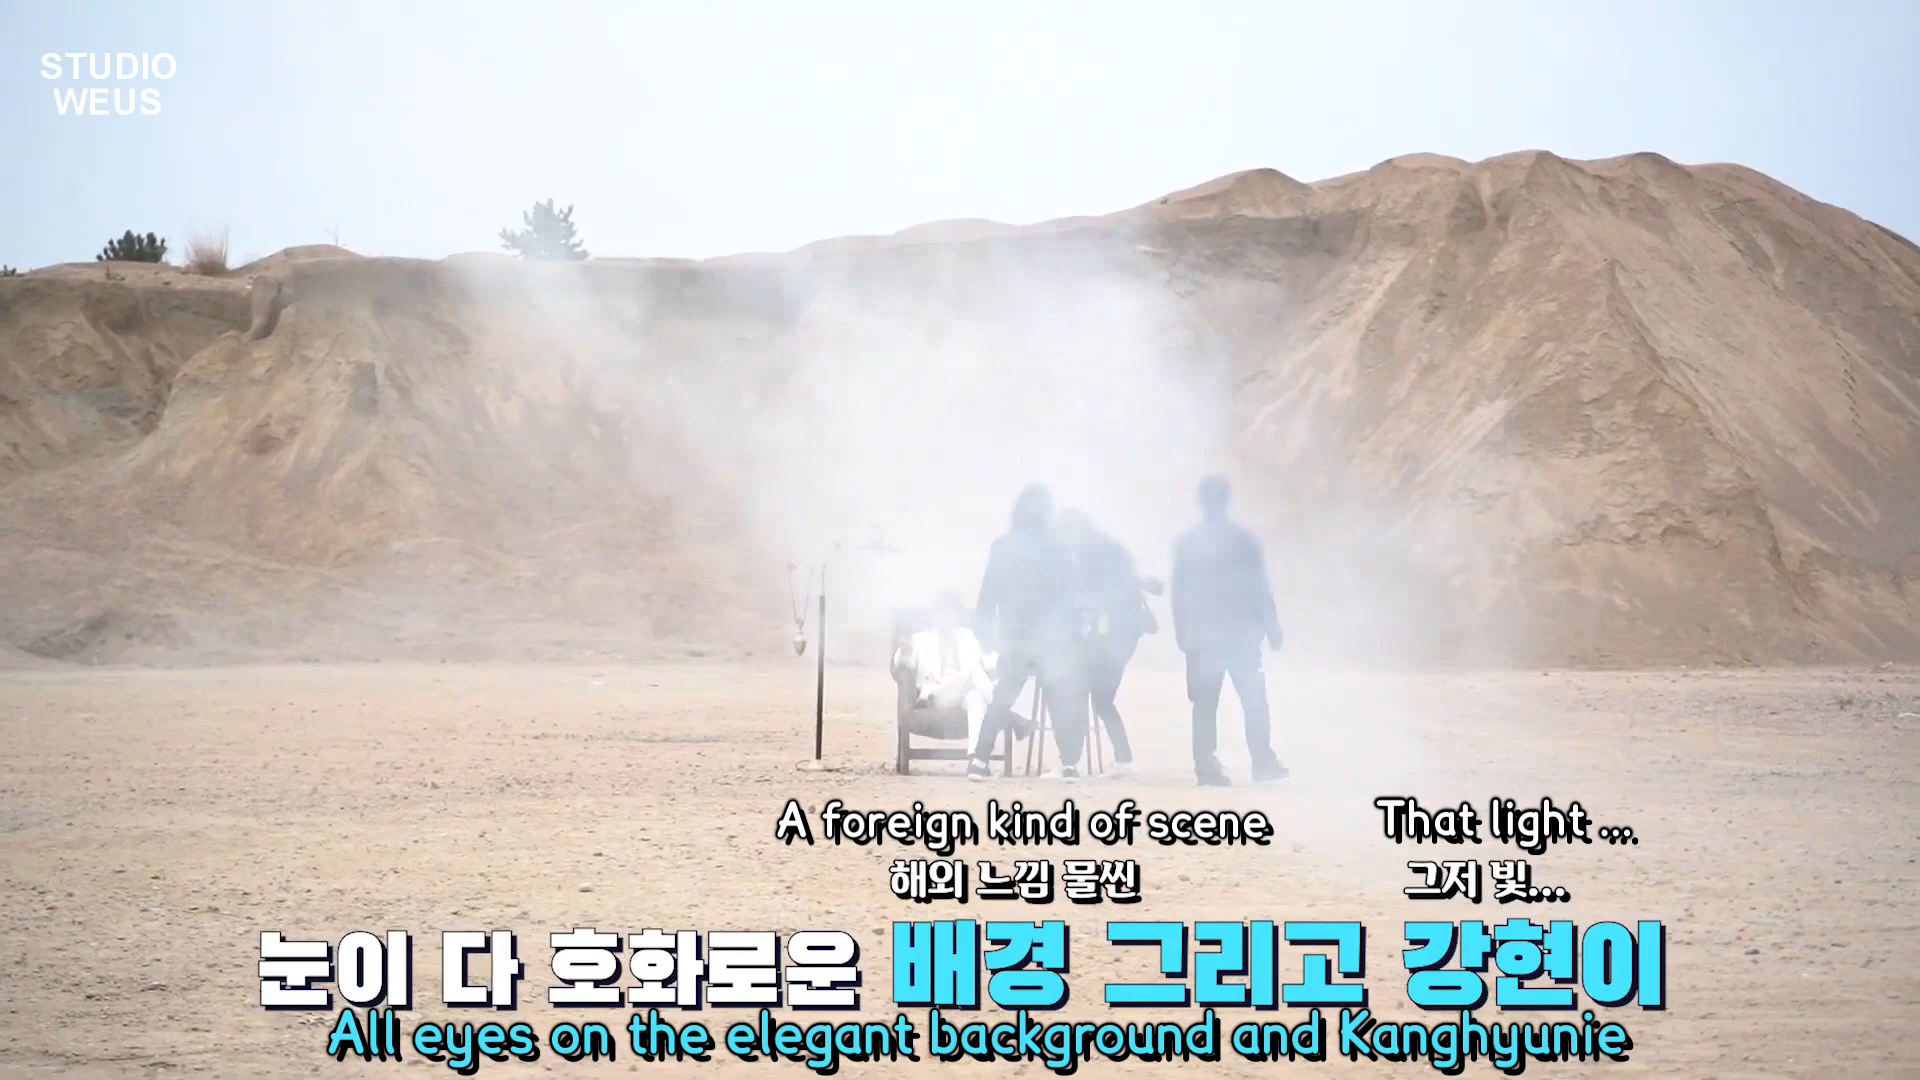 STUDIO
WEUS
A foreign kind of scene
That light ...
해외 느낌 물씬
그저 빛...
눈이 다 호화로운 배경 그리고 강현이
All eyes on the elegant background and Kanghyunie